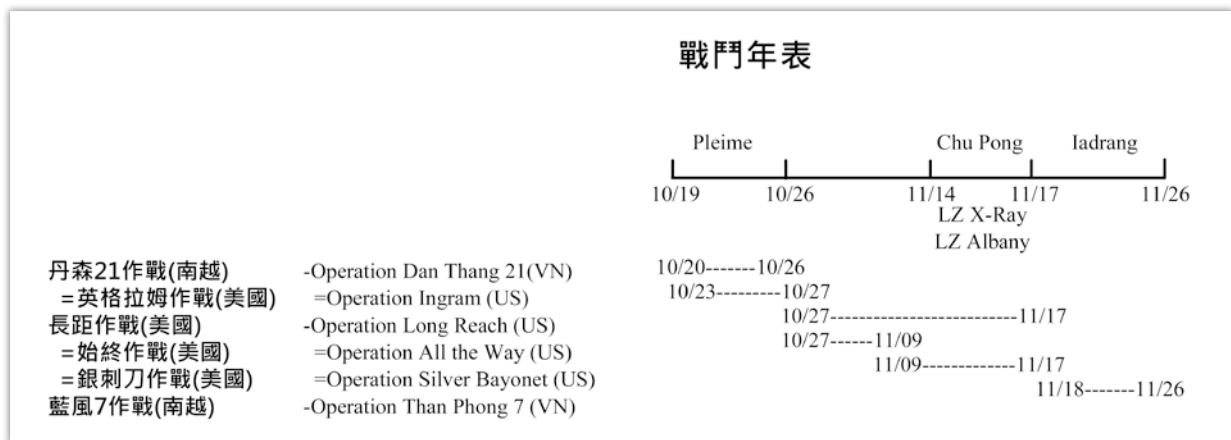 戰鬥年表
Pleime Chu Pong Iadrang
10/19 10/26 11/14 11/17 11/26
LZ X-Ray
LZ Albany
丹森21作戰(南越) -Operation Dan Thang 21(VN) 10/20-------10/26
=英格拉姆作戰(美國) =Operation Ingram (US) 10/23---------10/27
長距作戰(美國) -Operation Long Reach (US) 10/27--------------------------11/17
=始終作戰(美國) =Operation All the Way (US) 10/27------11/09
=銀刺刀作戰(美國) =Operation Silver Bayonet (US) 11/09-------------11/17
藍風7作戰(南越) -Operation Than Phong 7 (VN) 11/18-------11/26